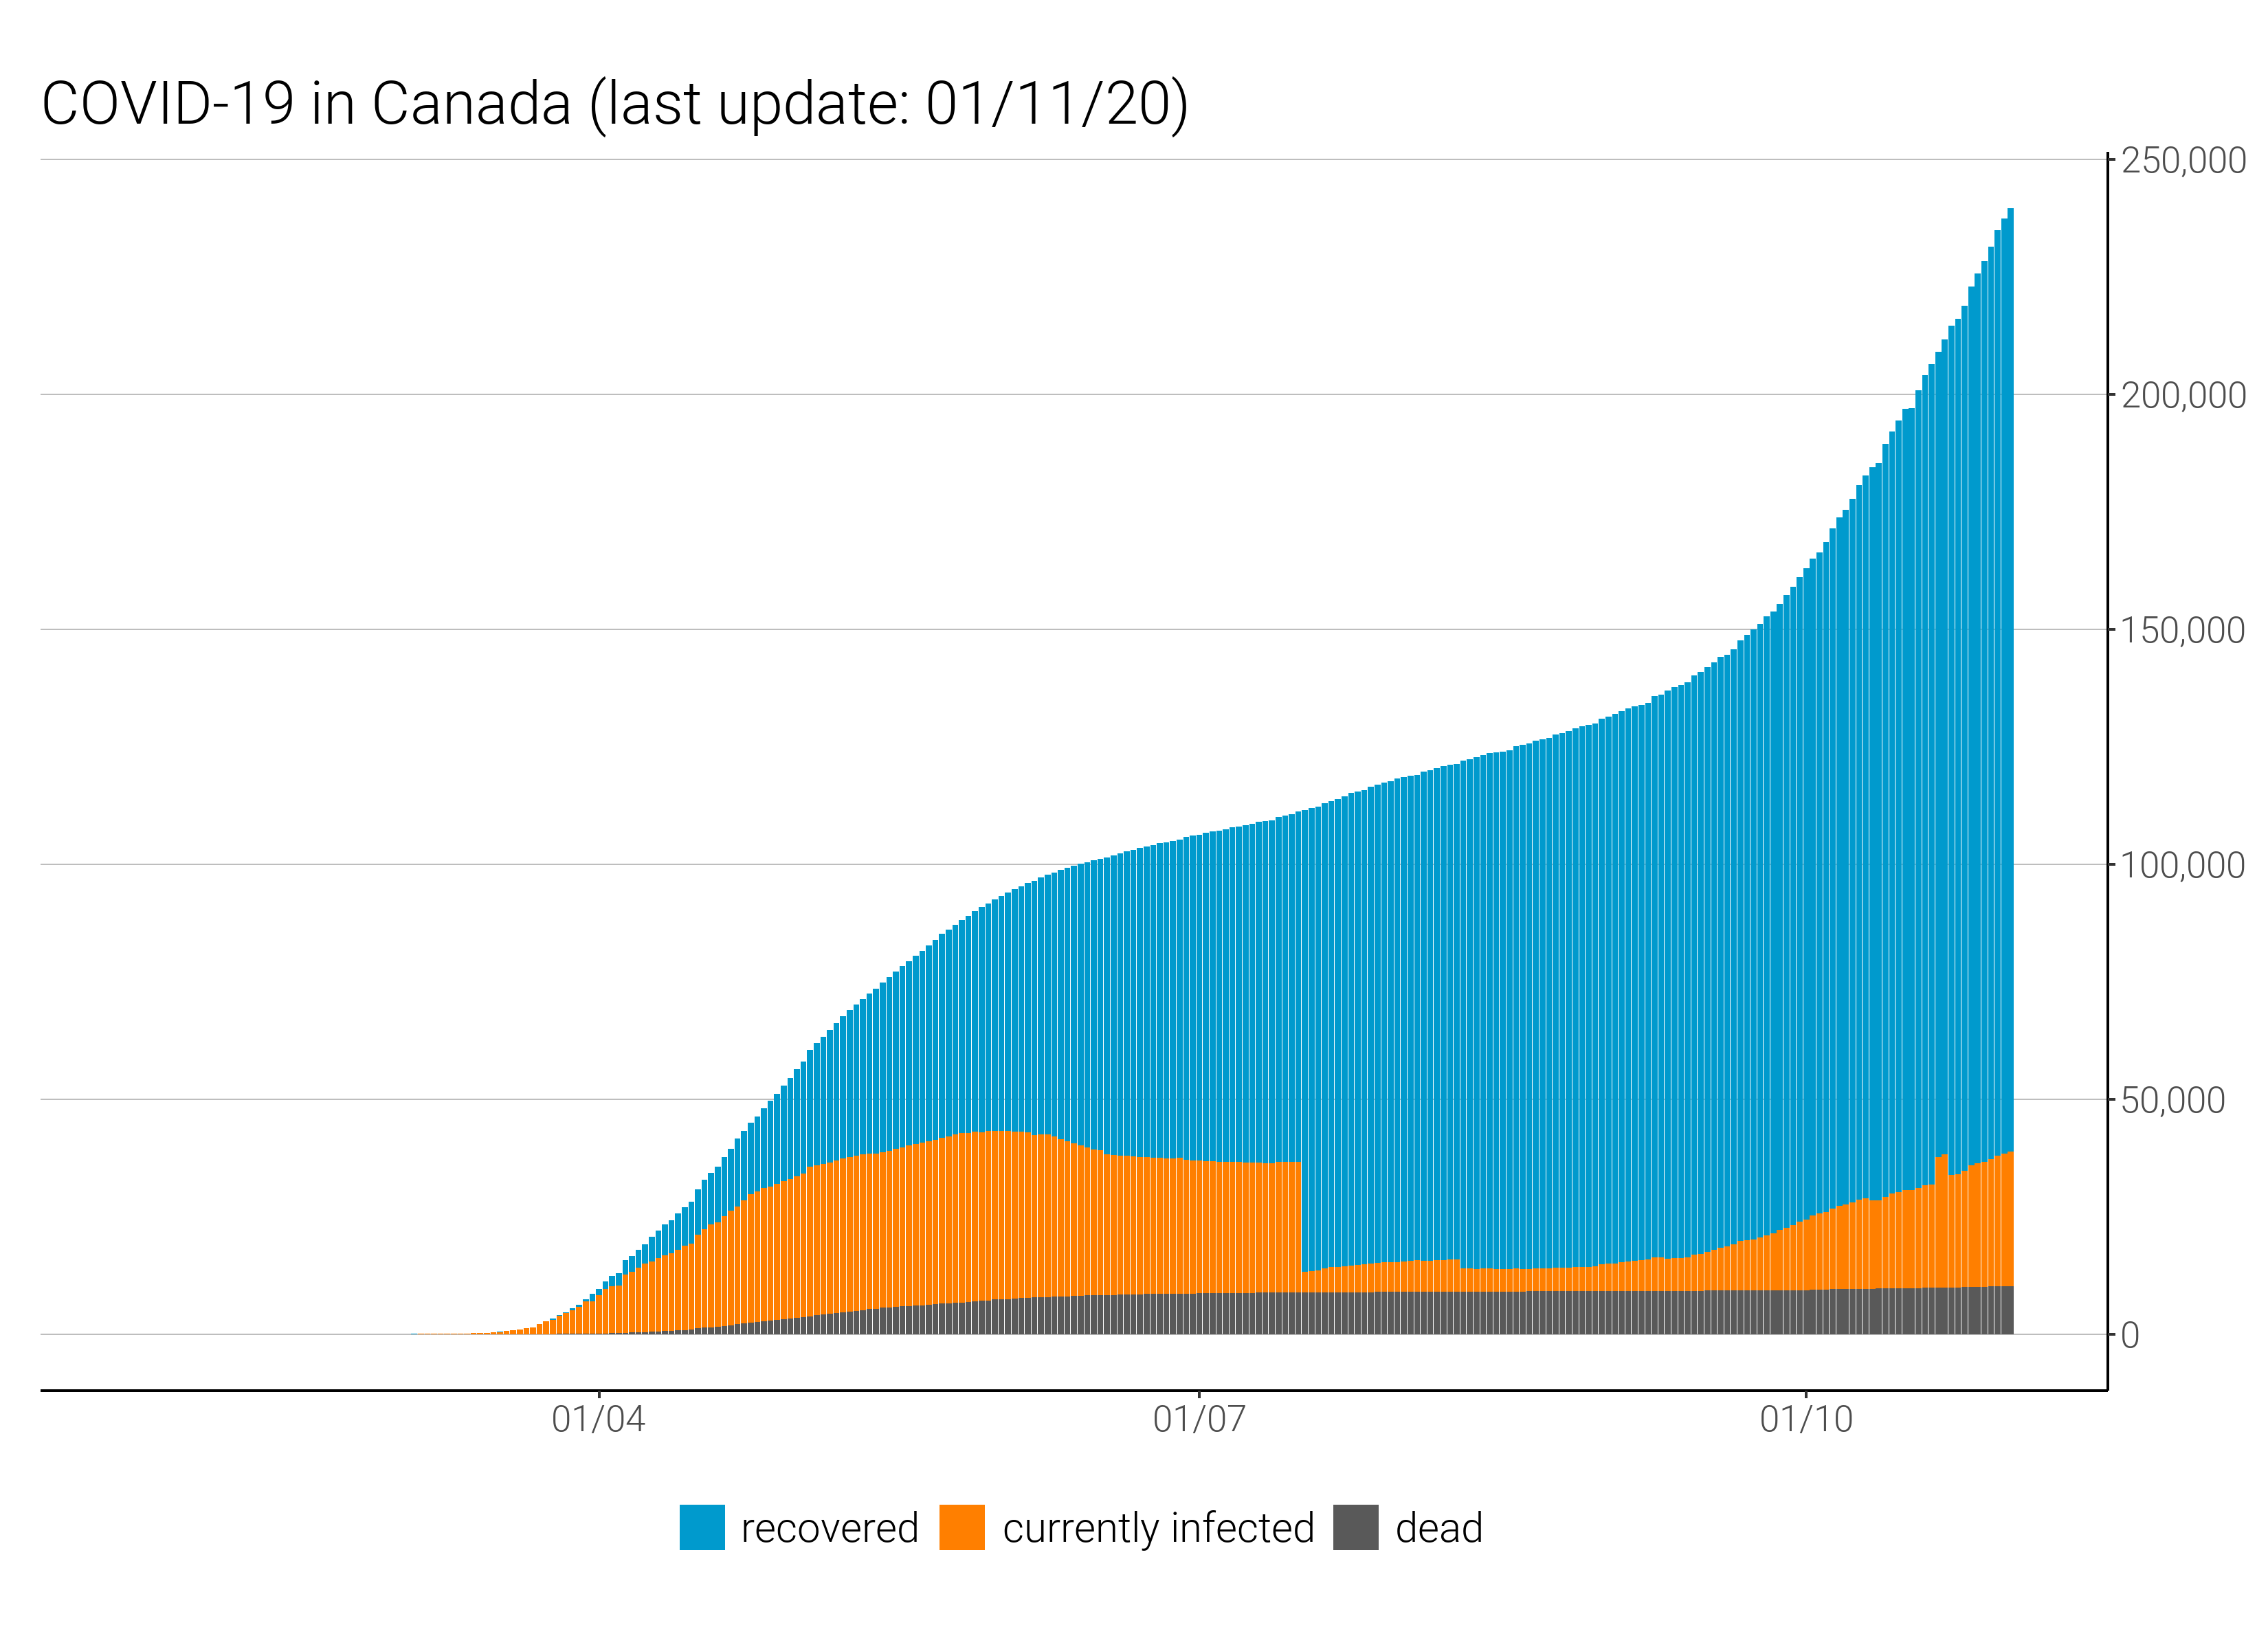 COVID-19 in Canada (last update: 01/11/20)
250,000
200,000
150,000
100,000
50,000
0
01/04 01/07 01/10
recovered currently infected dead